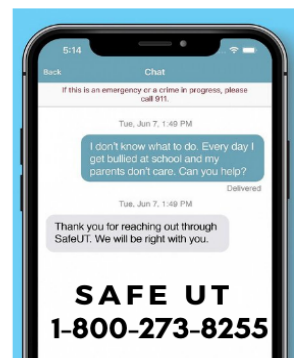 5:14
Back Chat
If this is an emergency or a crime in progress, please
call 911.
Tue, Jun 7, 1:49 PM
I don't know what to do. Every day I
get bullied at school and my
parents don't care. Can you help?
Delivered
Tue, Jun 7, 1:49 PM
Thank you for reaching out through
SafeUT. We will be right with you.
SAFE UT
1-800-273-8255